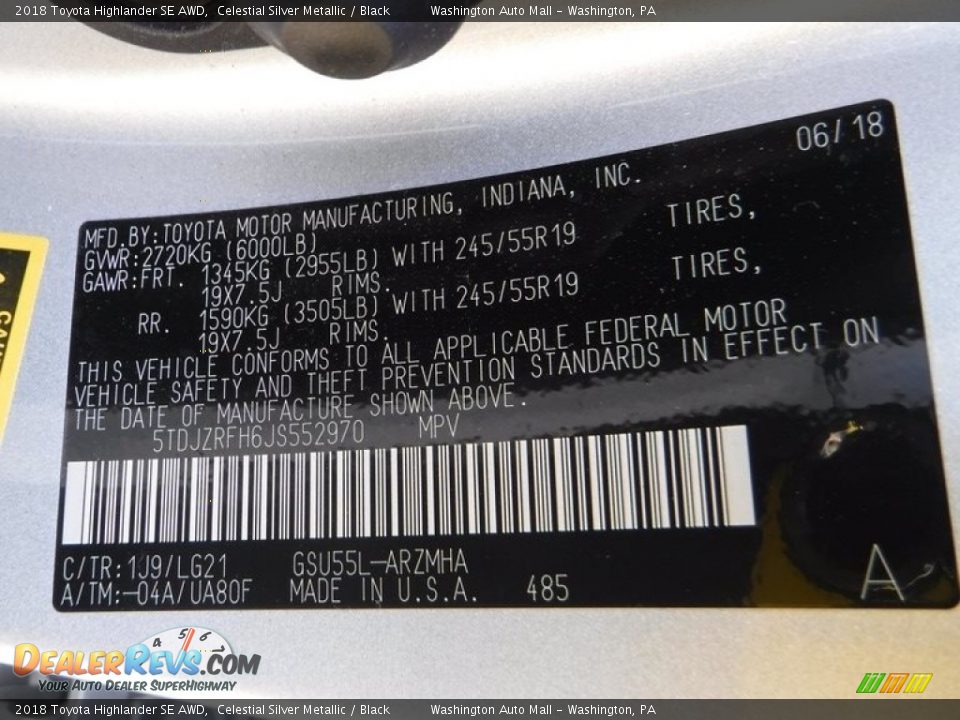 2018 Toyota Highlander SE AWD, Celestial Silver Metallic / Black Washington Auto Mall - Washington, PA
06/18
MFD.BY:TOYOTA MOTOR MANUFACTURING, INDIANA, INC.
GVWR:2720KG (6000LB)
GAWR:FRT. 1345KG (2955LB) WITH 245/55R19 TIRES,
19X7.5J RIMS.
RR. 1590KG (3505LB) WITH 245/55R19 TIRES,
19X7.5J RIMS.
THIS VEHICLE CONFORMS TO ALL APPLICABLE FEDERAL MOTOR
VEHICLE SAFETY AND THEFT PREVENTION STANDARDS IN EFFECT ON
THE DATE OF MANUFACTURE SHOWN ABOVE.
5TDJZRFH6JS552970 MPV
C/TR:1J9/LG21 GSU55L-ARZMHA
A/TM:-04A/UA80F MADE IN U.S.A. 485
A
4 5 6
DEALERREVS.COM
YOUR AUTO DEALER SUPERHIGHWAY
2018 Toyota Highlander SE AWD, Celestial Silver Metallic / Black Washington Auto Mall - Washington, PA